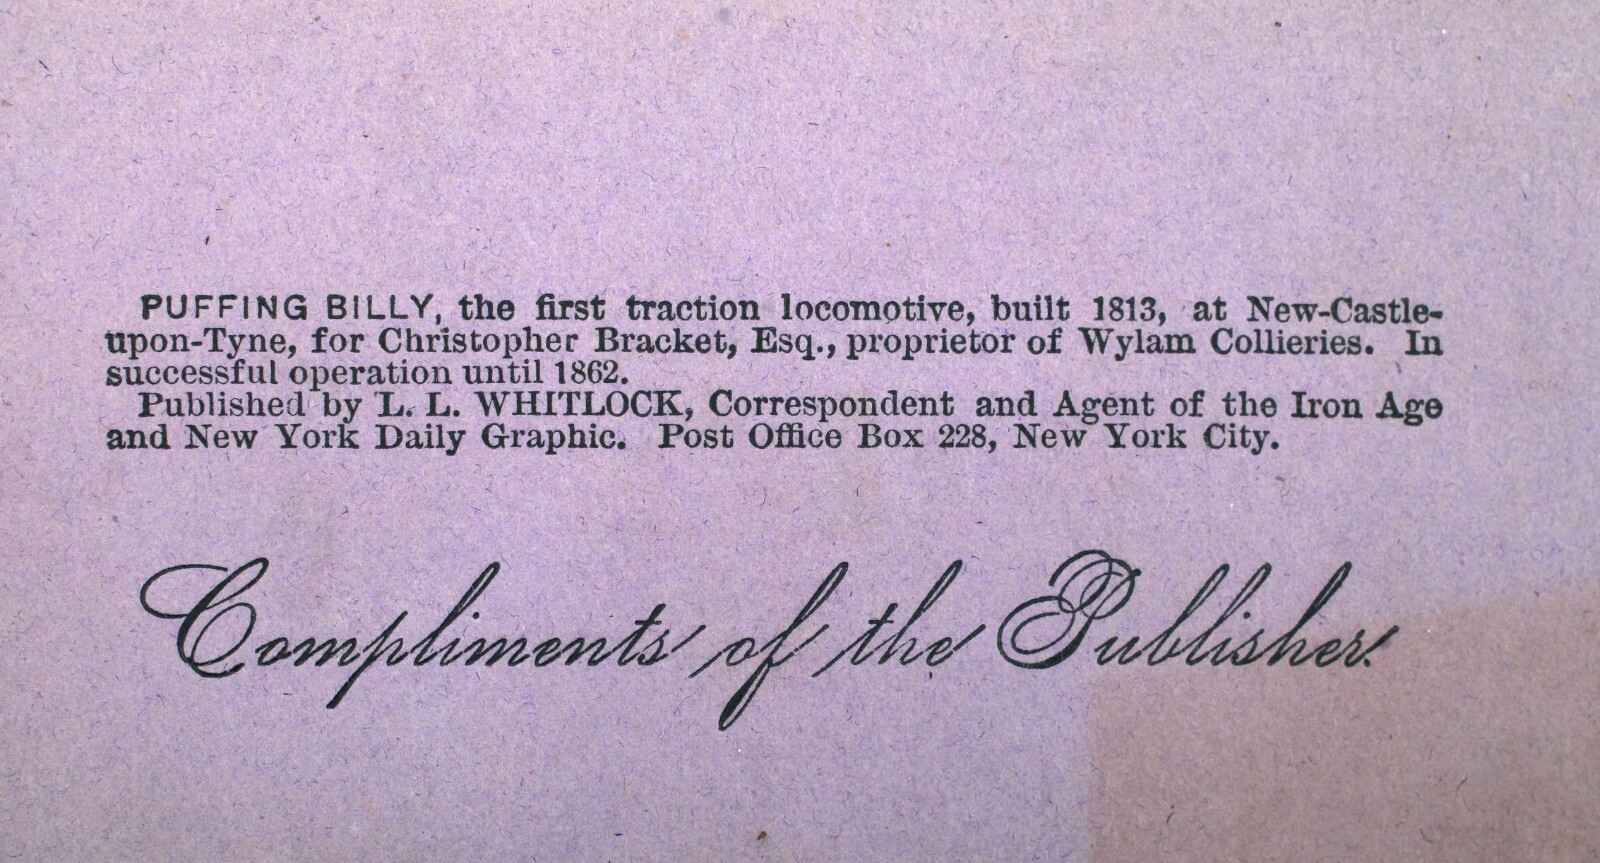 PUFFING BILLY, the first traction locomotive, built 1813, at New-Castle-
upon-Tyne, for Christopher Bracket, Esq., proprietor of Wylam Collieries. In
successful operation until 1862.
Published by L. L. WHITLOCK, Correspondent and Agent of the Iron Age
and New York Daily Graphic. Post Office Box 228, New York City.
Compliments of the Publisher.